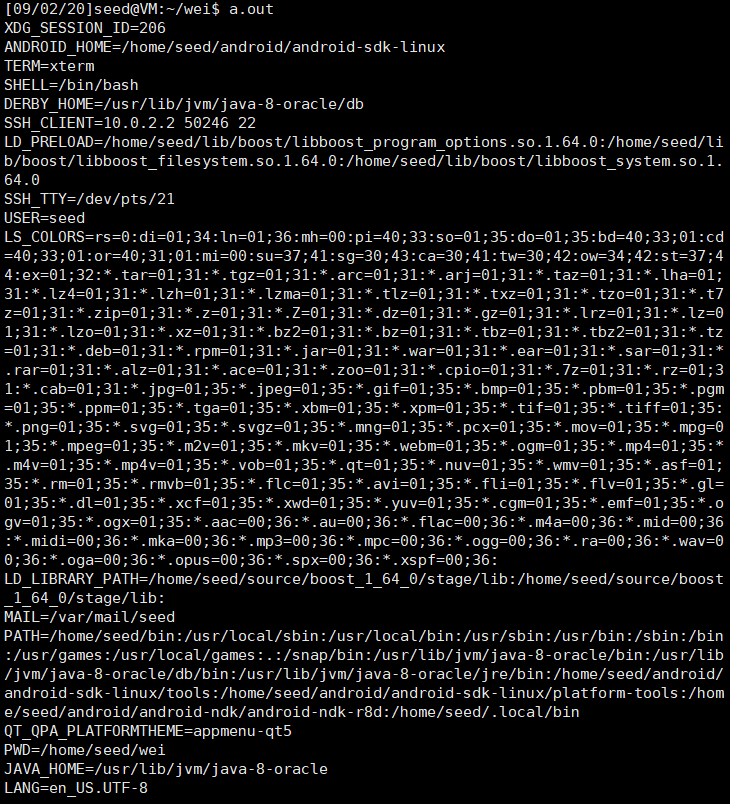 [09/02/20]seed@VM:~/wei$ a.out
XDG_SESSION_ID=206
ANDROID_HOME=/home/seed/android/android-sdk-linux
TERM=xterm
SHELL=/bin/bash
DERBY_HOME=/usr/lib/jvm/java-8-oracle/db
SSH_CLIENT=10.0.2.2 50246 22
LD_PRELOAD=/home/seed/lib/boost/libboost_program_options.so.1.64.0:/home/seed/li
b/boost/libboost_filesystem.so.1.64.0:/home/seed/lib/boost/libboost_system.so.1.
64.0
SSH_TTY=/dev/pts/21
USER=seed
LS_COLORS=rs=0:di=01;34:ln=01;36:mh=00:pi=40;33:so=01;35:do=01;35:bd=40;33;01:cd
=40;33;01:or=40;31;01:mi=00:su=37;41:sg=30;43:ca=30;41:tw=30;42:ow=34;42:st=37;4
4:ex=01;32:*.tar=01;31:*.tgz=01;31:*.arc=01;31:*.arj=01;31:*.taz=01;31:*.lha=01;
31:*.lz4=01;31:*.lzh=01;31:*.lzma=01;31:*.tlz=01;31:*.txz=01;31:*.tzo=01;31:*.t7
z=01;31:*.zip=01;31:*.z=01;31:*.Z=01;31:*.dz=01;31:*.gz=01;31:*.lrz=01;31:*.lz=0
1;31:*.lzo=01;31:*.xz=01;31:*.bz2=01;31:*.bz=01;31:*.tbz=01;31:*.tbz2=01;31:*.tz
=01;31:*.deb=01;31:*.rpm=01;31:*.jar=01;31:*.war=01;31:*.ear=01;31:*.sar=01;31:*
.rar=01;31:*.alz=01;31:*.ace=01;31:*.zoo=01;31:*.cpio=01;31:*.7z=01;31:*.rz=01;3
1:*.cab=01;31:*.jpg=01;35:*.jpeg=01;35:*.gif=01;35:*.bmp=01;35:*.pbm=01;35:*.pgm
=01;35:*.ppm=01;35:*.tga=01;35:*.xbm=01;35:*.xpm=01;35:*.tif=01;35:*.tiff=01;35:
*.png=01;35:*.svg=01;35:*.svgz=01;35:*.mng=01;35:*.pcx=01;35:*.mov=01;35:*.mpg=0
1;35:*.mpeg=01;35:*.m2v=01;35:*.mkv=01;35:*.webm=01;35:*.ogm=01;35:*.mp4=01;35:*
.m4v=01;35:*.mp4v=01;35:*.vob=01;35:*.qt=01;35:*.nuv=01;35:*.wmv=01;35:*.asf=01;
35:*.rm=01;35:*.rmvb=01;35:*.flc=01;35:*.avi=01;35:*.fli=01;35:*.flv=01;35:*.gl=
01;35:*.dl=01;35:*.xcf=01;35:*.xwd=01;35:*.yuv=01;35:*.cgm=01;35:*.emf=01;35:*.o
gv=01;35:*.ogx=01;35:*.aac=00;36:*.au=00;36:*.flac=00;36:*.m4a=00;36:*.mid=00;36
:*.midi=00;36:*.mka=00;36:*.mp3=00;36:*.mpc=00;36:*.ogg=00;36:*.ra=00;36:*.wav=0
0;36:*.oga=00;36:*.opus=00;36:*.spx=00;36:*.xspf=00;36:
LD_LIBRARY_PATH=/home/seed/source/boost_1_64_0/stage/lib:/home/seed/source/boost
_1_64_0/stage/lib:
MAIL=/var/mail/seed
PATH=/home/seed/bin:/usr/local/sbin:/usr/local/bin:/usr/sbin:/usr/bin:/sbin:/bin
:/usr/games:/usr/local/games:.:/snap/bin:/usr/lib/jvm/java-8-oracle/bin:/usr/lib
/jvm/java-8-oracle/db/bin:/usr/lib/jvm/java-8-oracle/jre/bin:/home/seed/android/
android-sdk-linux/tools:/home/seed/android/android-sdk-linux/platform-tools:/hom
e/seed/android/android-ndk/android-ndk-r8d:/home/seed/.local/bin
QT_QPA_PLATFORMTHEME=appmenu-qt5
PWD=/home/seed/wei
JAVA_HOME=/usr/lib/jvm/java-8-oracle
LANG=en_US.UTF-8